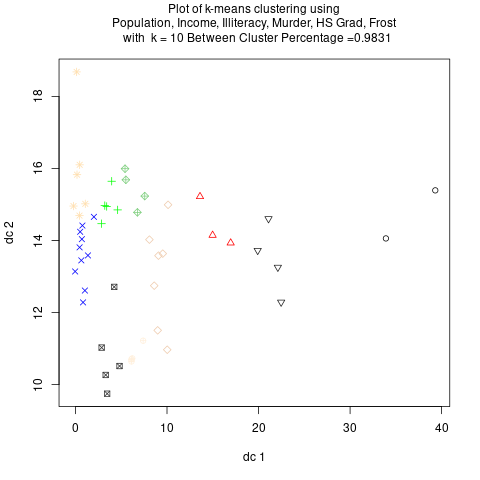 Plot of k-means clustering using
Population, Income, Illiteracy, Murder, HS Grad, Frost
with k = 10 Between Cluster Percentage =0.9831
18
16
14
12
10
dc 2
0 10 20 30 40
dc 1